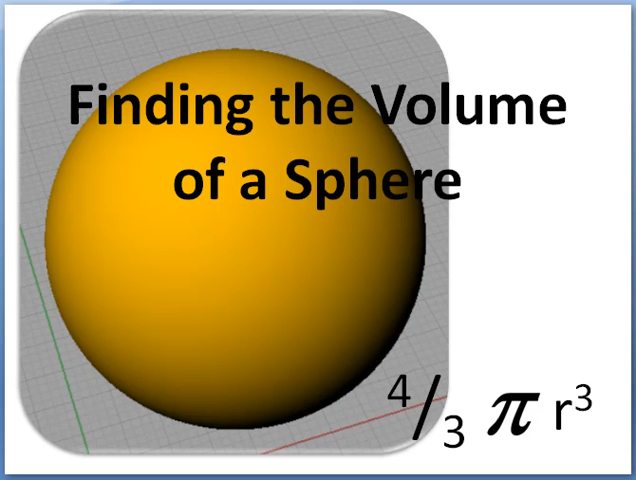 Finding the Volume
of a Sphere
4/3 π r³